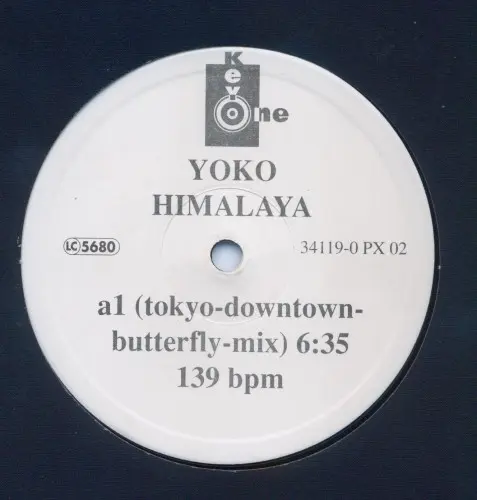 Key One
YOKO
HIMALAYA
LC 5680
34119-0 PX 02
a1 (tokyo-downtown-
butterfly-mix) 6:35
139 bpm